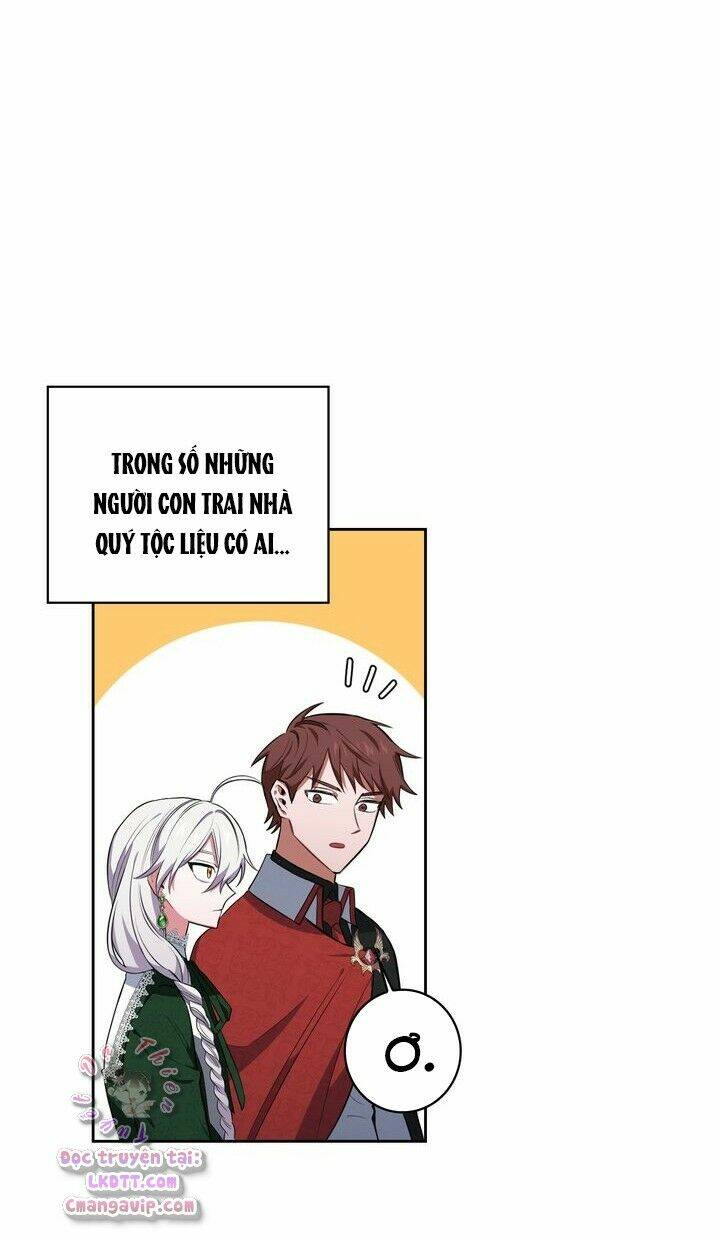 TRONG SỐ NHỮNG
NGƯỜI CON TRAI NHÀ
QUÝ TỘC LIỆU CÓ AI...
Ơ.
Đọc truyện tại:
LKDTT.com
Cmangavip.com